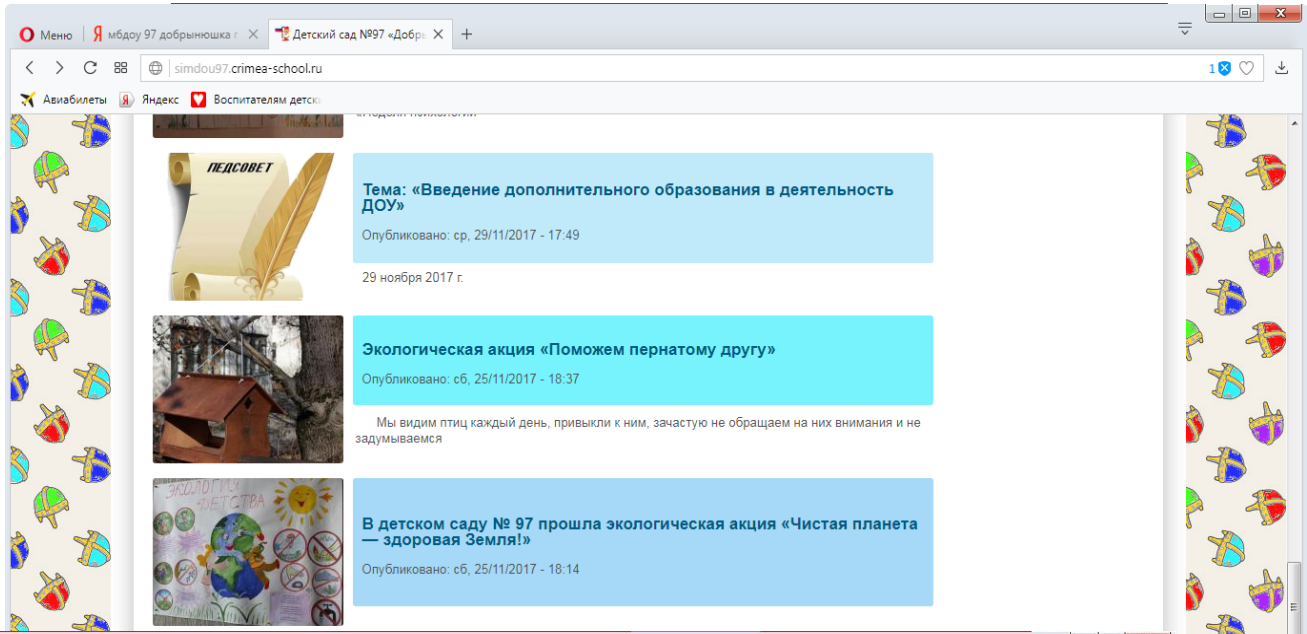 Меню
мбдоу 97 добрынюшка г
Детский сад №97 «Добр
simdou97.crimea-school.ru
1
Авиабилеты
Яндекс
Воспитателям детск
ПЕДСОВЕТ
Тема: «Введение дополнительного образования в деятельность
ДОУ»
Опубликовано: ср, 29/11/2017 - 17:49
29 ноября 2017 г.
Экологическая акция «Поможем пернатому другу»
Опубликовано: сб, 25/11/2017 - 18:37
Мы видим птиц каждый день, привыкли к ним, зачастую не обращаем на них внимания и не
задумываемся
ЭКОЛОГИЯ
ДЕТСТВА
В детском саду № 97 прошла экологическая акция «Чистая планета
— здоровая Земля!»
Опубликовано: сб, 25/11/2017 - 18:14